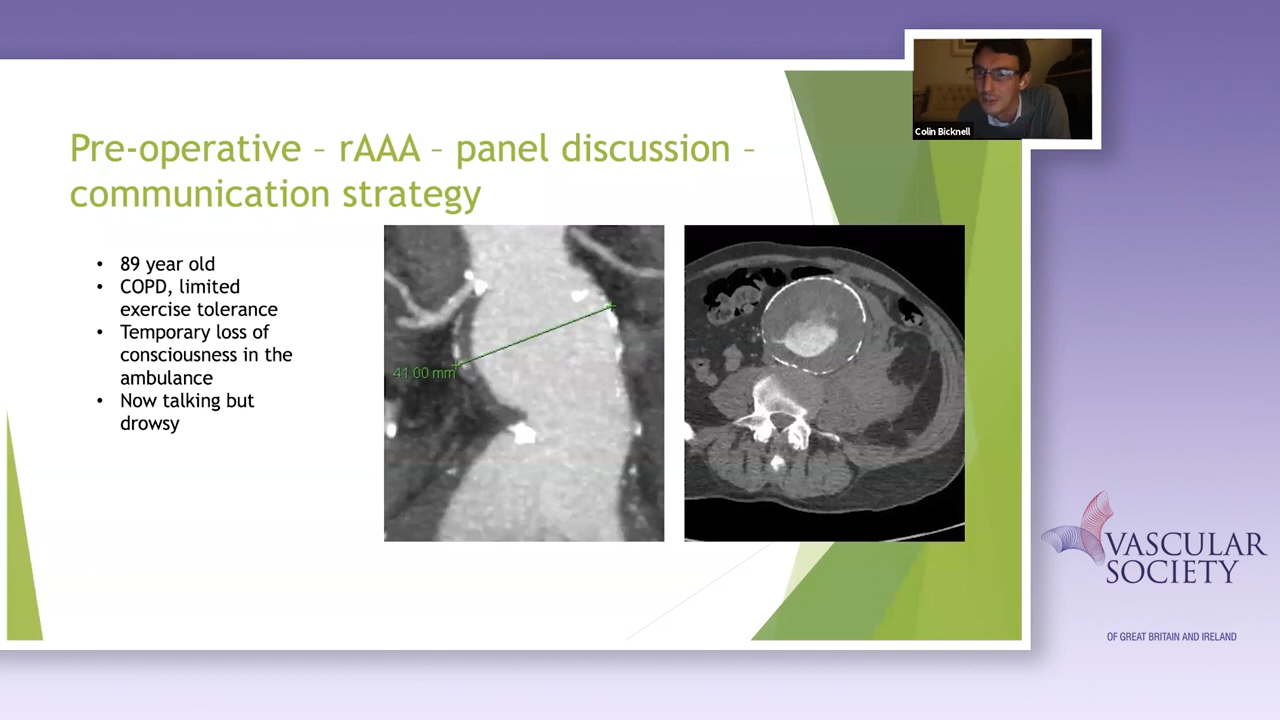 Colin Bicknell
Pre-operative – rAAA – panel discussion –
communication strategy
• 89 year old
• COPD, limited
exercise tolerance
• Temporary loss of
consciousness in the
ambulance
• Now talking but
drowsy
41.00 mm
VASCULAR
SOCIETY
OF GREAT BRITAIN AND IRELAND